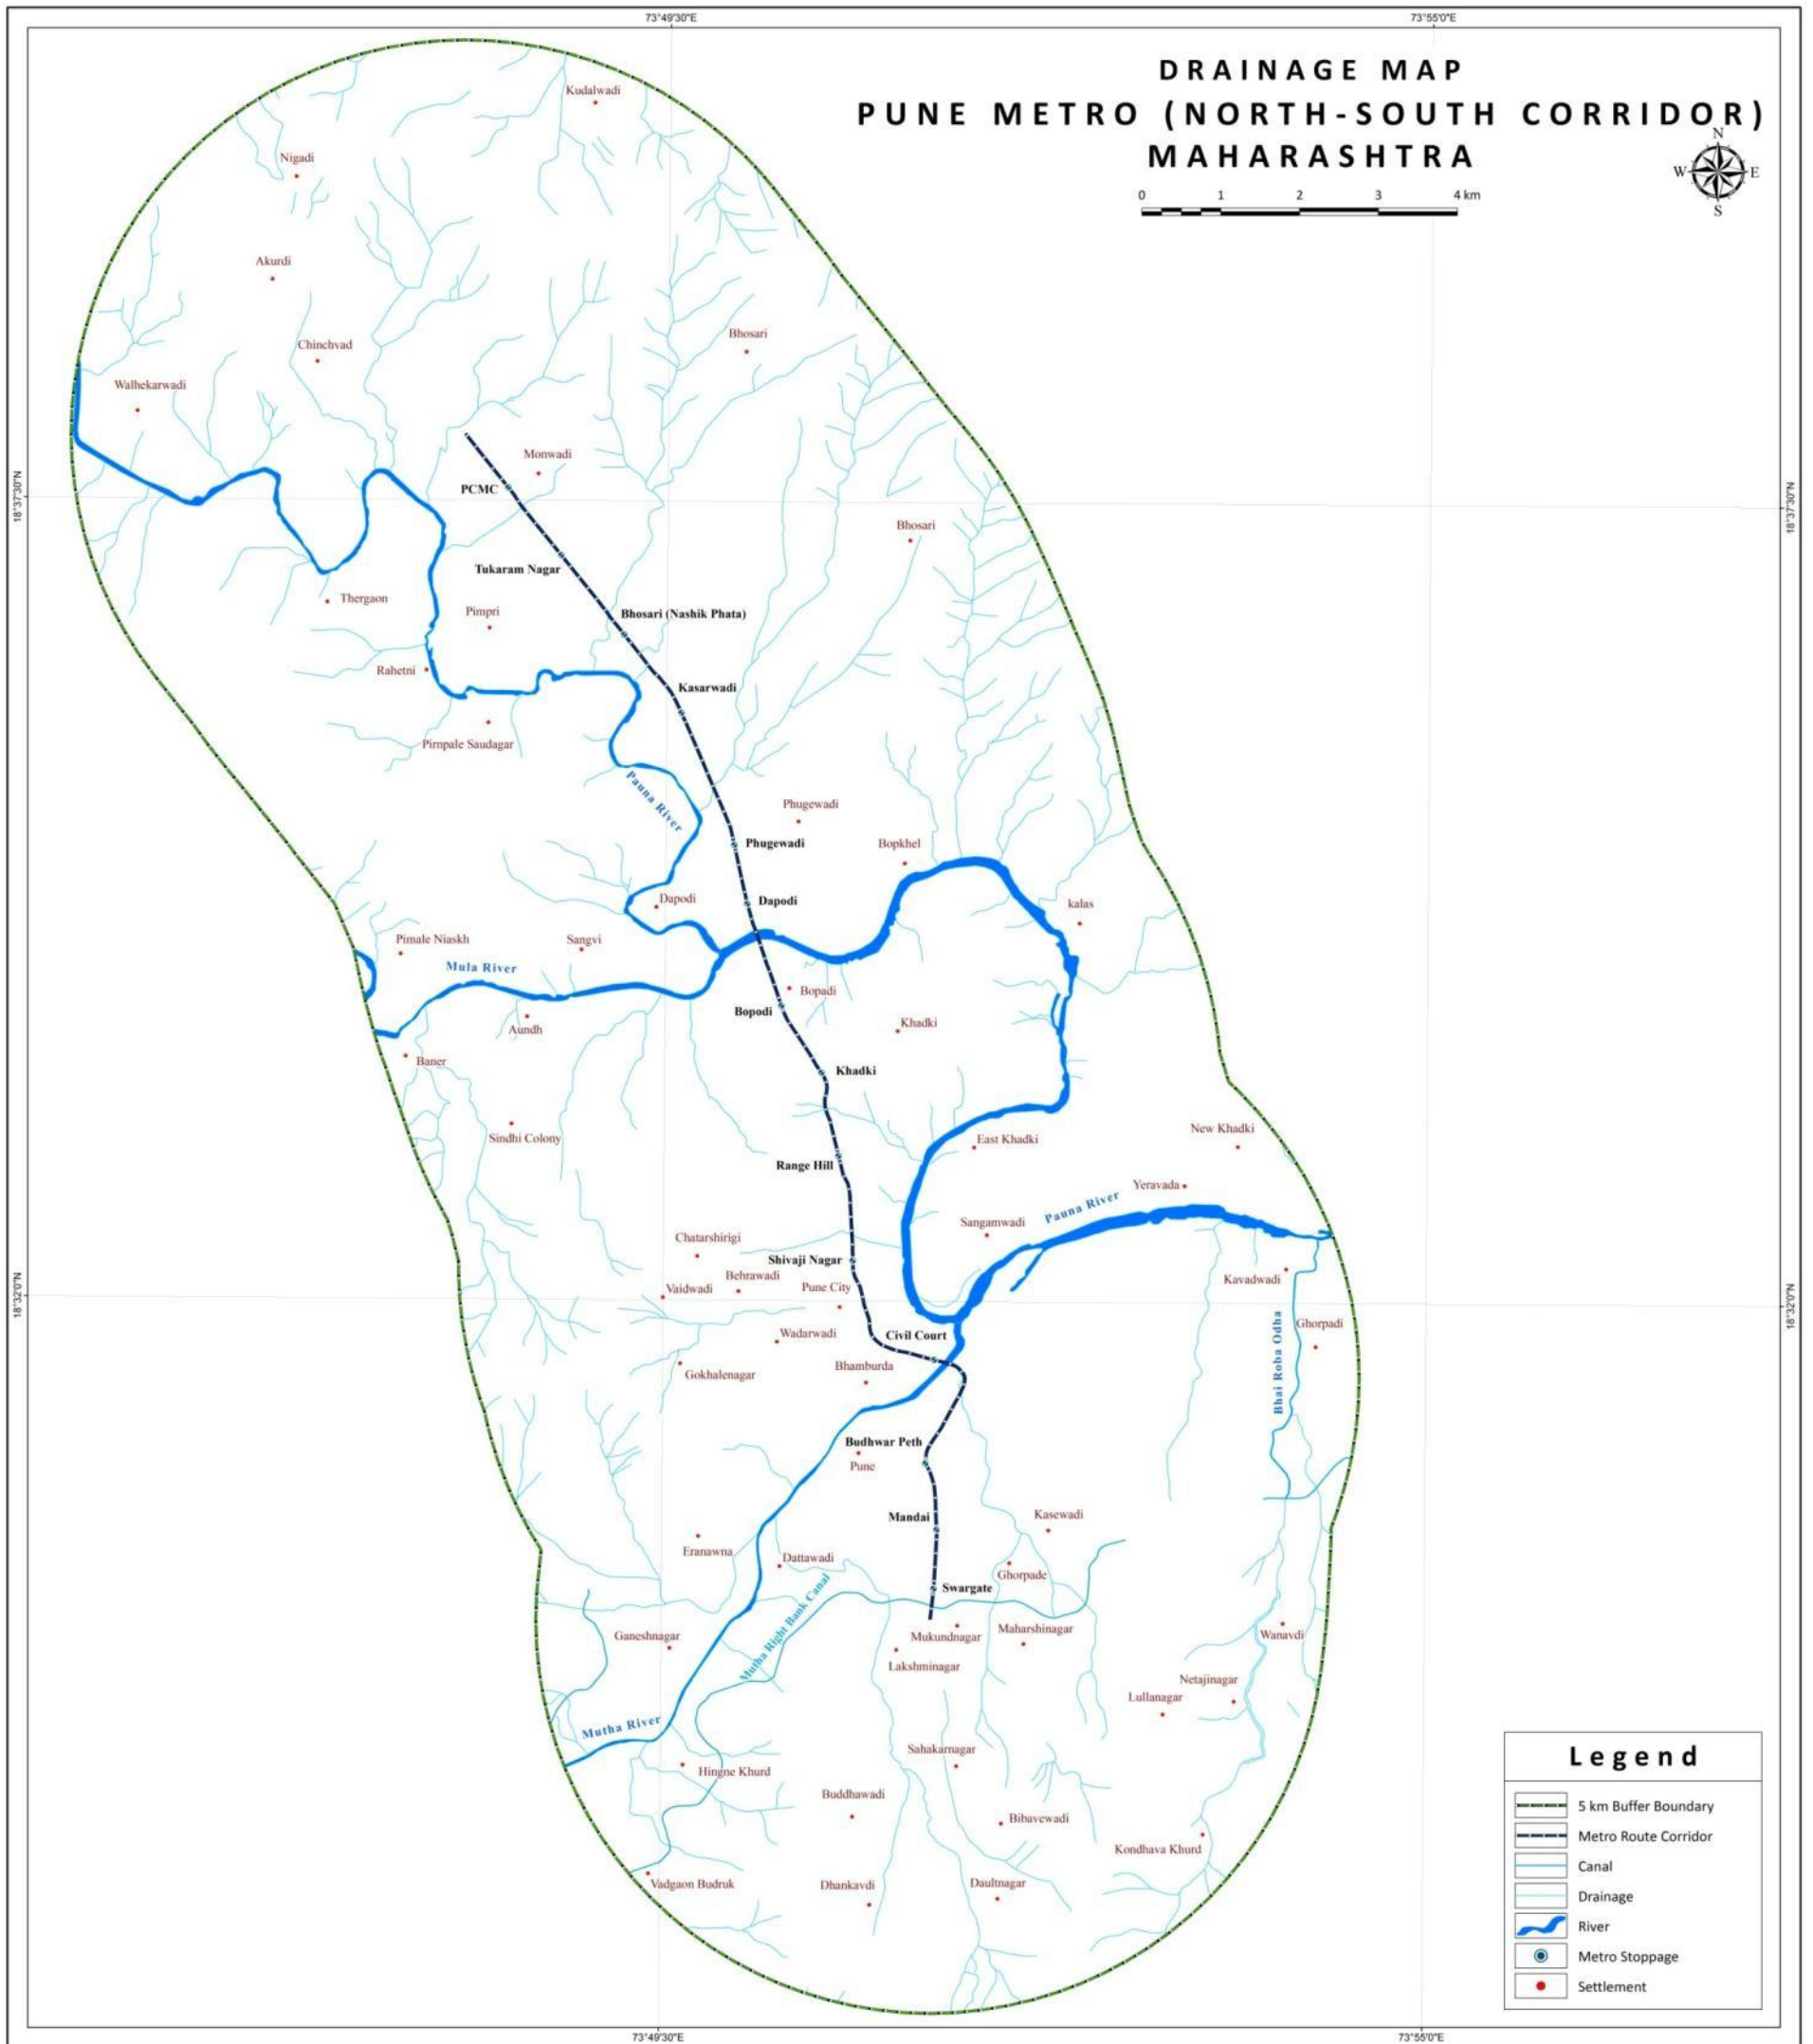 73°49'30"E
73°55'0"E
DRAINAGE MAP
PUNE METRO (NORTH-SOUTH CORRIDOR)
MAHARASHTRA
N
W
E
S
0 1 2 3 4 km
Kudalwadi
Nigadi
Akurdi
Bhosari
Chinchvad
Walhekarwadi
Monwadi
PCMC
18°37'30"N
18°37'30"N
Bhosari
Tukaram Nagar
Thergaon
Pimpri
Bhosari (Nashik Phata)
Rahetni
Kasarwadi
Pirnpale Saudagar
Pauna River
Phugewadi
Phugewadi
Bopkhel
Dapodi
Dapodi
kalas
Pimale Niaskh
Sangvi
Mula River
Bopadi
Bopodi
Aundh
Khadki
Baner
Khadki
Sindhi Colony
East Khadki
New Khadki
Range Hill
Yeravada
Pauna River
Sangamwadi
Chatarshirigi
Shivaji Nagar
Behrawadi
Kavadwadi
Vaidwadi
Pune City
18°32'0"N
18°32'0"N
Ghorpadi
Wadarwadi
Civil Court
Bhai Roba Odha
Gokhalenagar
Bhamburda
Budhwar Peth
Pune
Mandai
Kasewadi
Eranawna
Dattawadi
Ghorpade
Swargate
Mutha Right Bank Canal
Ganeshnagar
Mukundnagar
Maharshinagar
Wanavdi
Lakshminagar
Netajinagar
Lullanagar
Mutha River
Sahakarnagar
Hingne Khurd
Buddhawadi
Bibavewadi
Kondhava Khurd
Vadgaon Budruk
Dhankavdi
Daultnagar
Legend
5 km Buffer Boundary
Metro Route Corridor
Canal
Drainage
River
Metro Stoppage
Settlement
73°49'30"E
73°55'0"E